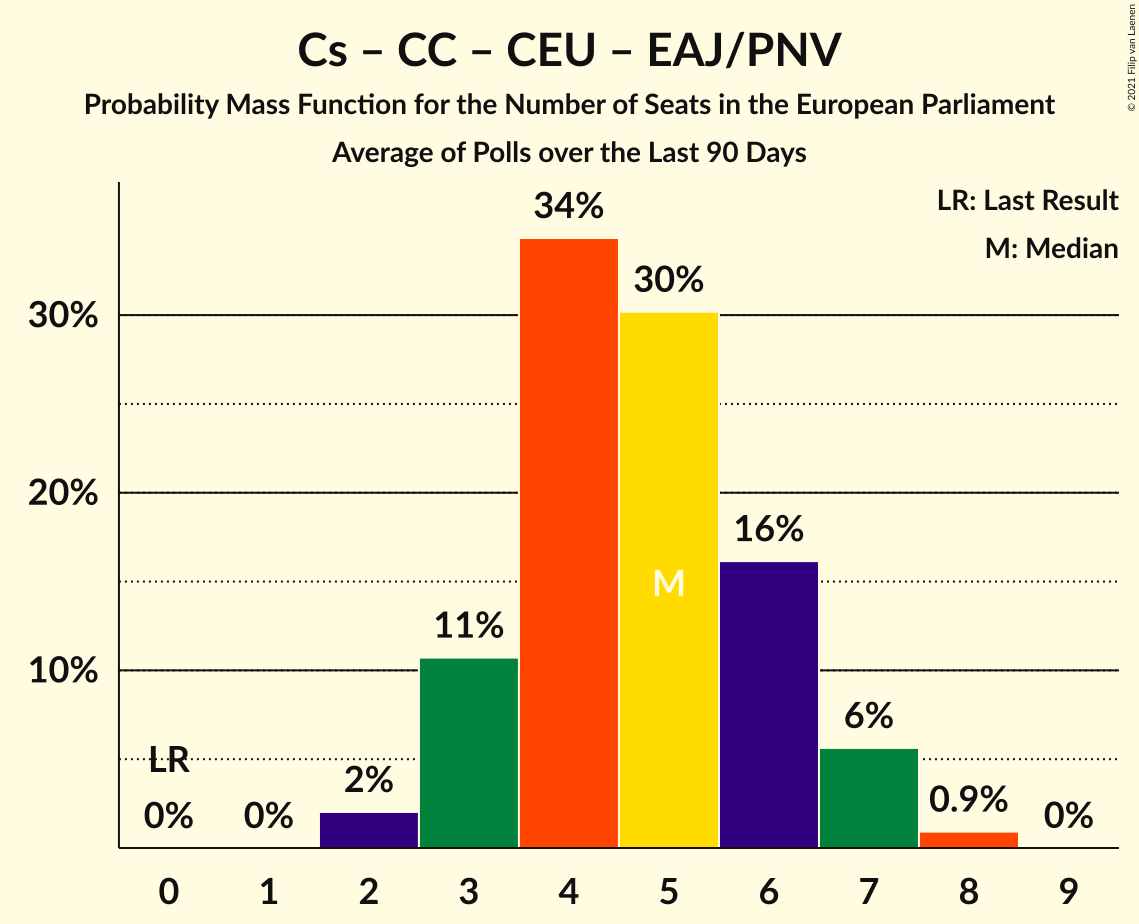 Cs – CC – CEU – EAJ/PNV
Probability Mass Function for the Number of Seats in the European Parliament
Average of Polls over the Last 90 Days
© 2021 Filip van Laenen
LR: Last Result
M: Median
34%
30%
30%
20%
16%
M
11%
10%
6%
LR
2%
0.9%
0%
0%
0%
0 1 2 3 4 5 6 7 8 9